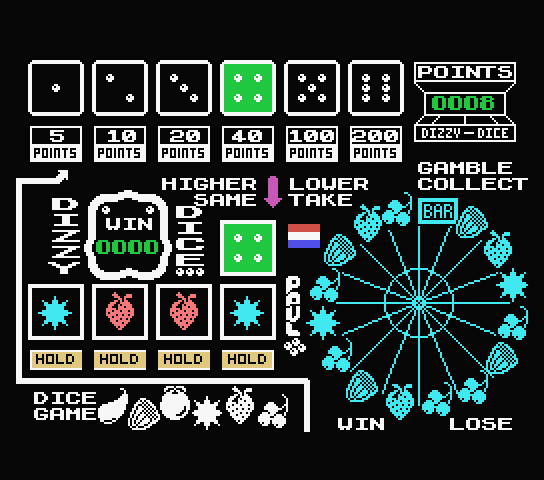 POINTS
0008
DIZZY-DICE
5 10 20 40 100 200
POINTS POINTS POINTS POINTS POINTS POINTS
GAMBLE
COLLECT
HIGHER LOWER
SAME TAKE
DIZZY
WIN
0000
DICE
BAR
PAUL
HOLD HOLD HOLD HOLD
DICE
GAME
WIN LOSE